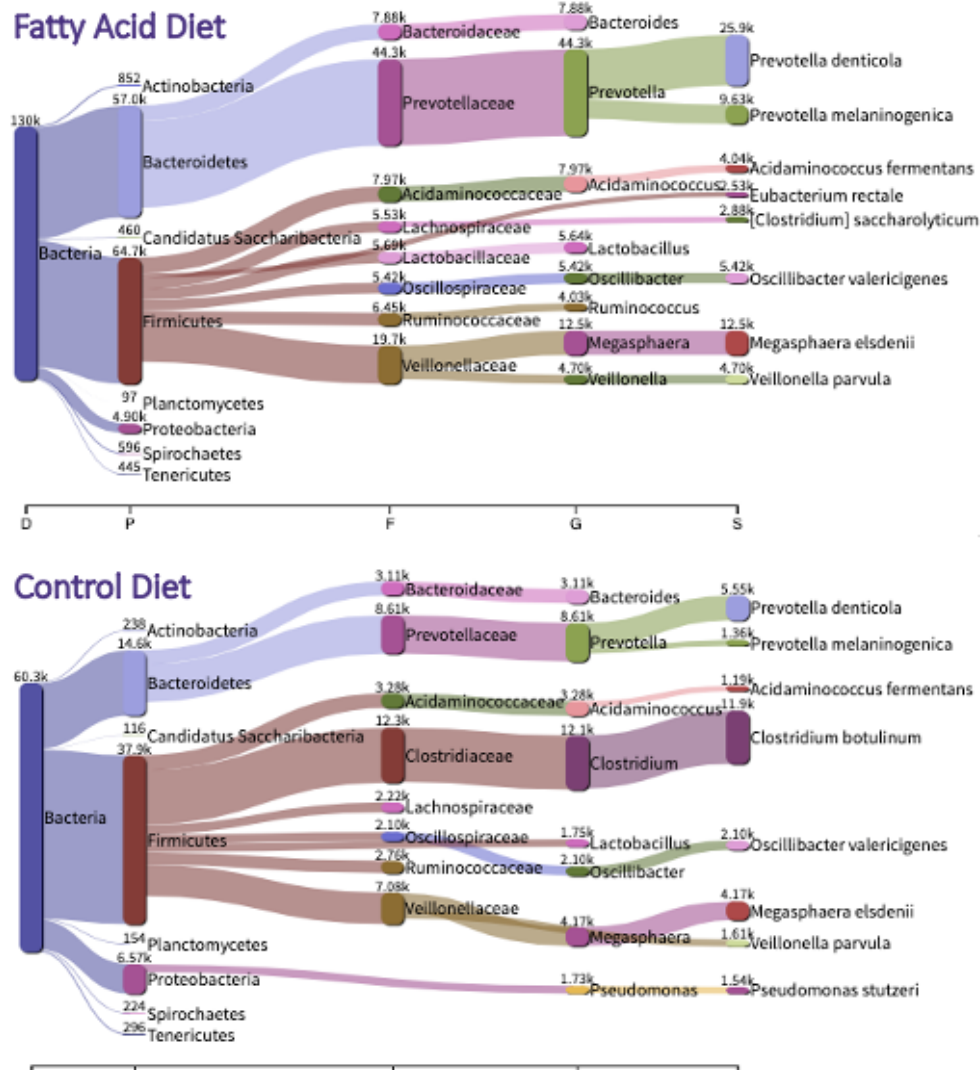 Fatty Acid Diet
7.88k Bacteroidaceae
7.88k Bacteroides
852 Actinobacteria
44.3k Prevotellaceae
44.3k Prevotella
25.9k Prevotella denticola
57.0k Bacteroidetes
9.63k Prevotella melaninogenica
130k Bacteria
7.97k Acidaminococcaceae
7.97k Acidaminococcus
4.04k Acidaminococcus fermentans
2.53k Eubacterium rectale
460 Candidatus Saccharibacteria
5.53k Lachnospiraceae
2.88k [Clostridium] saccharolyticum
64.7k Firmicutes
5.69k Lactobacillaceae
5.64k Lactobacillus
5.42k Oscillospiraceae
5.42k Oscillibacter
5.42k Oscillibacter valericigenes
6.45k Ruminococcaceae
4.03k Ruminococcus
19.7k Veillonellaceae
12.5k Megasphaera
12.5k Megasphaera elsdenii
4.70k Veillonella
4.70k Veillonella parvula
97 Planctomycetes
4.90k Proteobacteria
596 Spirochaetes
445 Tenericutes
D P F G S
Control Diet
3.11k Bacteroidaceae
3.11k Bacteroides
5.55k Prevotella denticola
238 Actinobacteria
8.61k Prevotellaceae
8.61k Prevotella
1.36k Prevotella melaninogenica
14.6k Bacteroidetes
60.3k Bacteria
3.28k Acidaminococcaceae
3.28k Acidaminococcus
1.19k Acidaminococcus fermentans
116 Candidatus Saccharibacteria
12.3k Clostridiaceae
12.1k Clostridium
11.9k Clostridium botulinum
37.9k Firmicutes
2.22k Lachnospiraceae
2.10k Oscillospiraceae
1.75k Lactobacillus
2.10k Oscillibacter
2.10k Oscillibacter valericigenes
2.76k Ruminococcaceae
7.08k Veillonellaceae
4.17k Megasphaera
4.17k Megasphaera elsdenii
1.61k Veillonella parvula
154 Planctomycetes
6.57k Proteobacteria
1.73k Pseudomonas
1.54k Pseudomonas stutzeri
224 Spirochaetes
296 Tenericutes